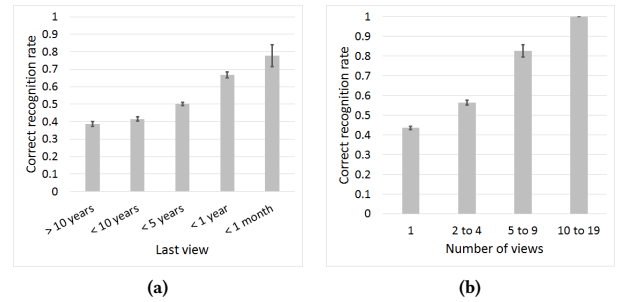 Correct recognition rate
1
0.9
0.8
0.7
0.6
0.5
0.4
0.3
0.2
0.1
0
> 10 years
< 10 years
< 5 years
< 1 year
< 1 month
Last view
(a)
Correct recognition rate
1
0.9
0.8
0.7
0.6
0.5
0.4
0.3
0.2
0.1
0
1
2 to 4
5 to 9
10 to 19
Number of views
(b)